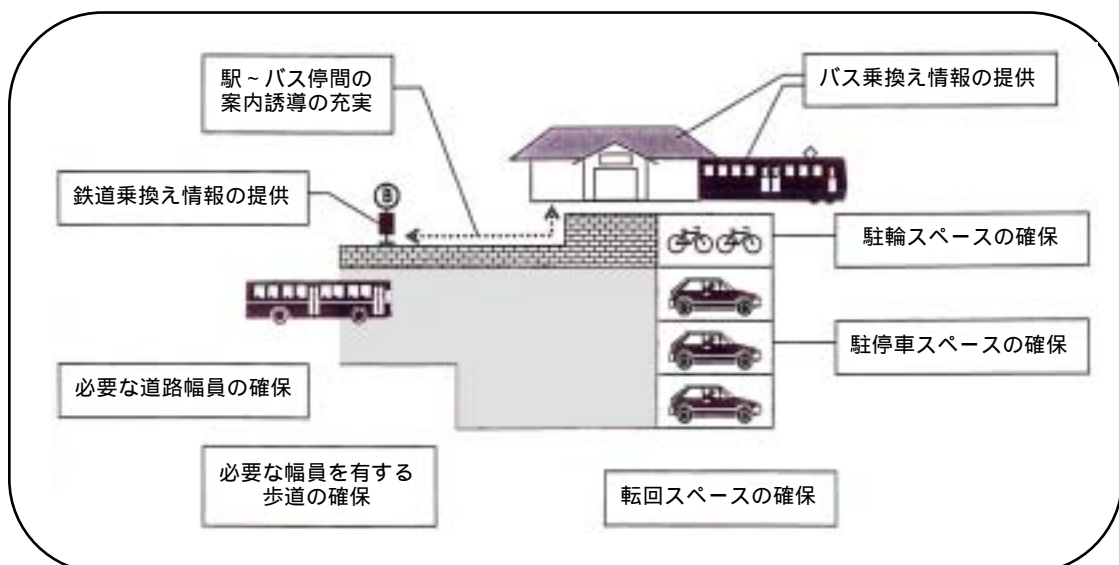 駅～バス停間の
案内誘導の充実
バス乗換え情報の提供
鉄道乗換え情報の提供
B
駐輪スペースの確保
駐停車スペースの確保
必要な道路幅員の確保
必要な幅員を有する
歩道の確保
転回スペースの確保